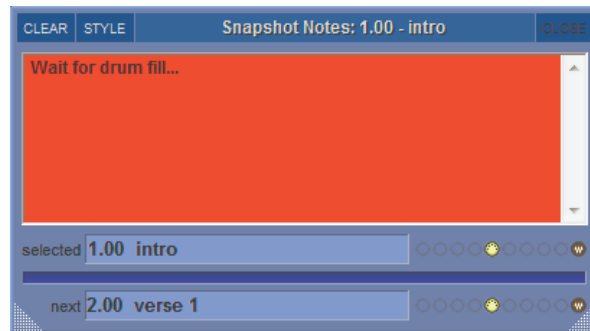 CLEAR STYLE Snapshot Notes: 1.00 - intro CLOSE
Wait for drum fill...
selected 1.00 intro W
next 2.00 verse 1 W